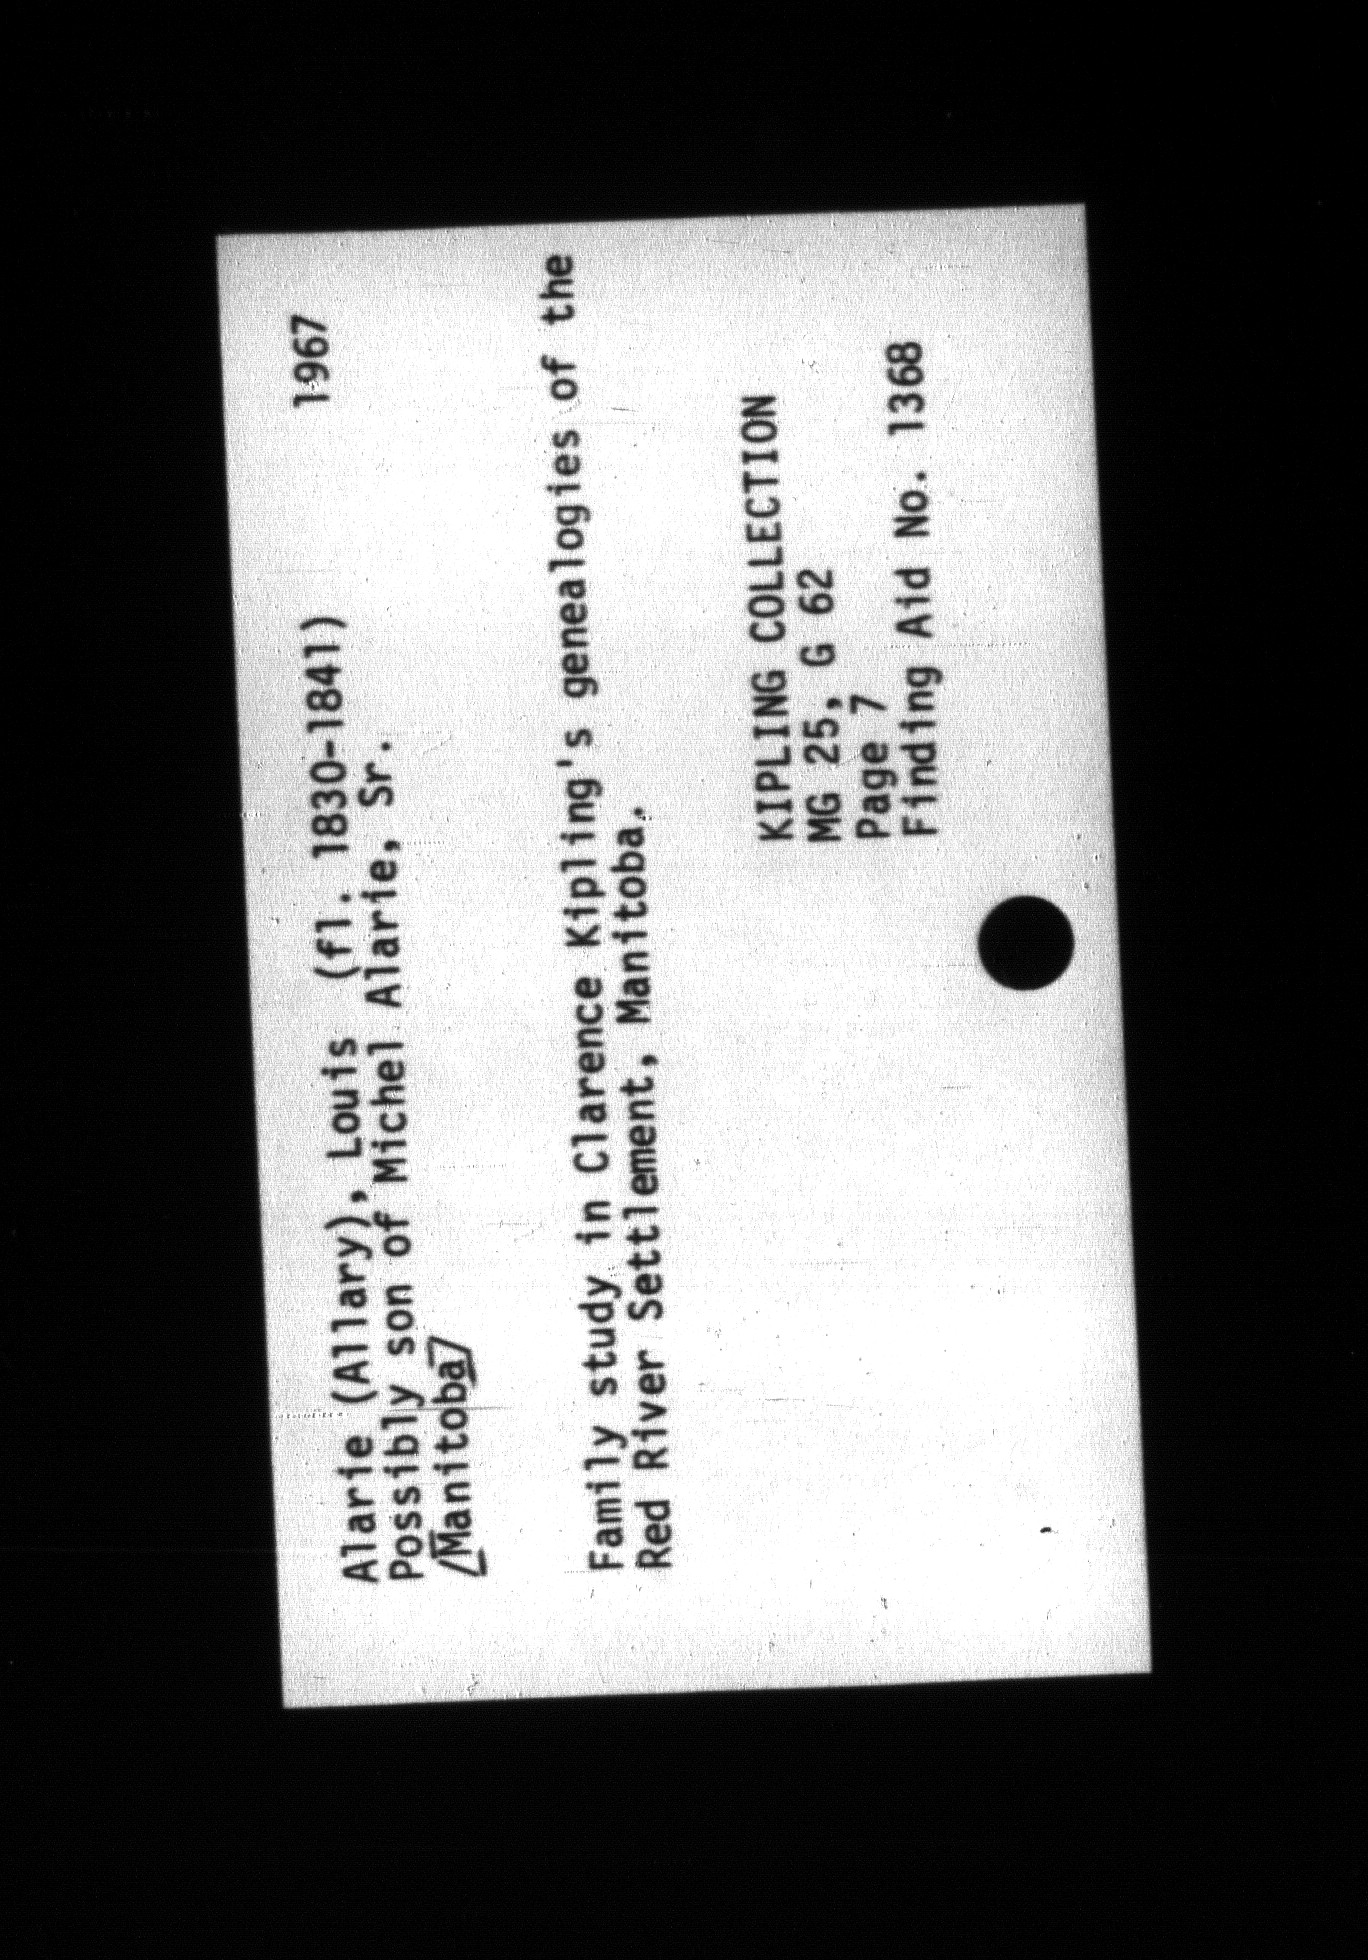 Alarie (Allary), Louis (fl. 1830-1841) 1967
Possibly son of Michel Alarie, Sr.
[Manitoba]
Family study in Clarence Kipling's genealogies of the
Red River Settlement, Manitoba.
KIPLING COLLECTION
MG 25, G 62
Page 7
Finding Aid No. 1368